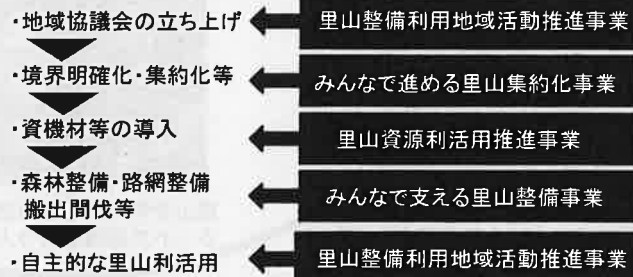 ・地域協議会の立ち上げ
里山整備利用地域活動推進事業
・境界明確化・集約化等
みんなで進める里山集約化事業
・資機材等の導入
里山資源利活用推進事業
・森林整備・路網整備
搬出間伐等
みんなで支える里山整備事業
・自主的な里山利活用
里山整備利用地域活動推進事業